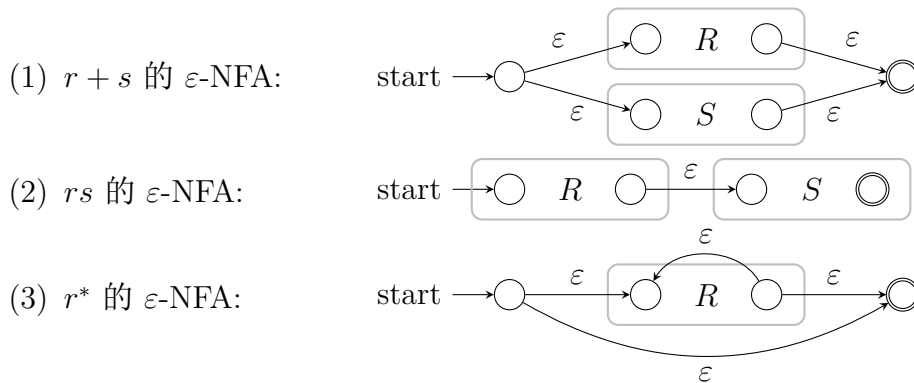 ε R ε
(1) r + s 的 ε-NFA: start
ε S ε
(2) rs 的 ε-NFA: start R ε S
ε
(3) r* 的 ε-NFA: start ε R ε
ε